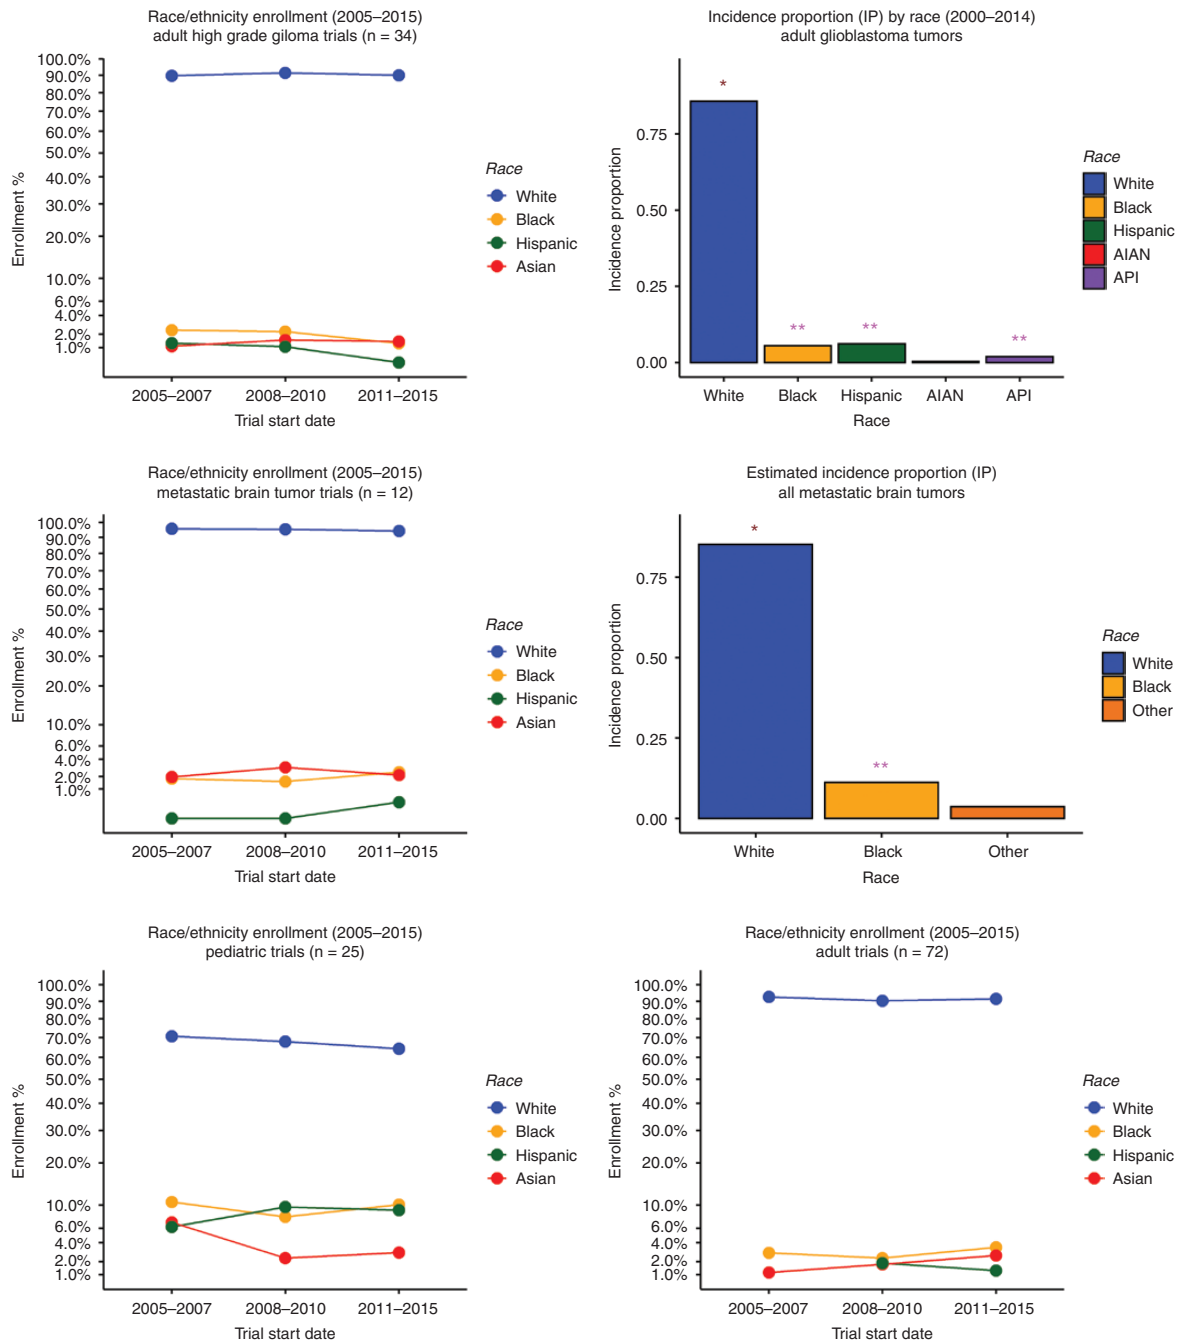 Race/ethnicity enrollment (2005–2015)
adult high grade giloma trials (n = 34)
100.0%
90.0%
80.0%
70.0%
60.0%
50.0%
40.0%
30.0%
20.0%
10.0%
6.0%
4.0%
2.0%
1.0%
Enrollment %
2005–2007
2008–2010
2011–2015
Trial start date
Race
White
Black
Hispanic
Asian
Incidence proportion (IP) by race (2000–2014)
adult glioblastoma tumors
0.75
0.50
0.25
0.00
Incidence proportion
*
**
**
**
White
Black
Hispanic
AIAN
API
Race
Race
White
Black
Hispanic
AIAN
API
Race/ethnicity enrollment (2005–2015)
metastatic brain tumor trials (n = 12)
100.0%
90.0%
80.0%
70.0%
60.0%
50.0%
40.0%
30.0%
20.0%
10.0%
6.0%
4.0%
2.0%
1.0%
Enrollment %
2005–2007
2008–2010
2011–2015
Trial start date
Race
White
Black
Hispanic
Asian
Estimated incidence proportion (IP)
all metastatic brain tumors
0.75
0.50
0.25
0.00
Incidence proportion
*
**
White
Black
Other
Race
Race
White
Black
Other
Race/ethnicity enrollment (2005–2015)
pediatric trials (n = 25)
100.0%
90.0%
80.0%
70.0%
60.0%
50.0%
40.0%
30.0%
20.0%
10.0%
6.0%
4.0%
2.0%
1.0%
Enrollment %
2005–2007
2008–2010
2011–2015
Trial start date
Race
White
Black
Hispanic
Asian
Race/ethnicity enrollment (2005–2015)
adult trials (n = 72)
100.0%
90.0%
80.0%
70.0%
60.0%
50.0%
40.0%
30.0%
20.0%
10.0%
6.0%
4.0%
2.0%
1.0%
Enrollment %
2005–2007
2008–2010
2011–2015
Trial start date
Race
White
Black
Hispanic
Asian